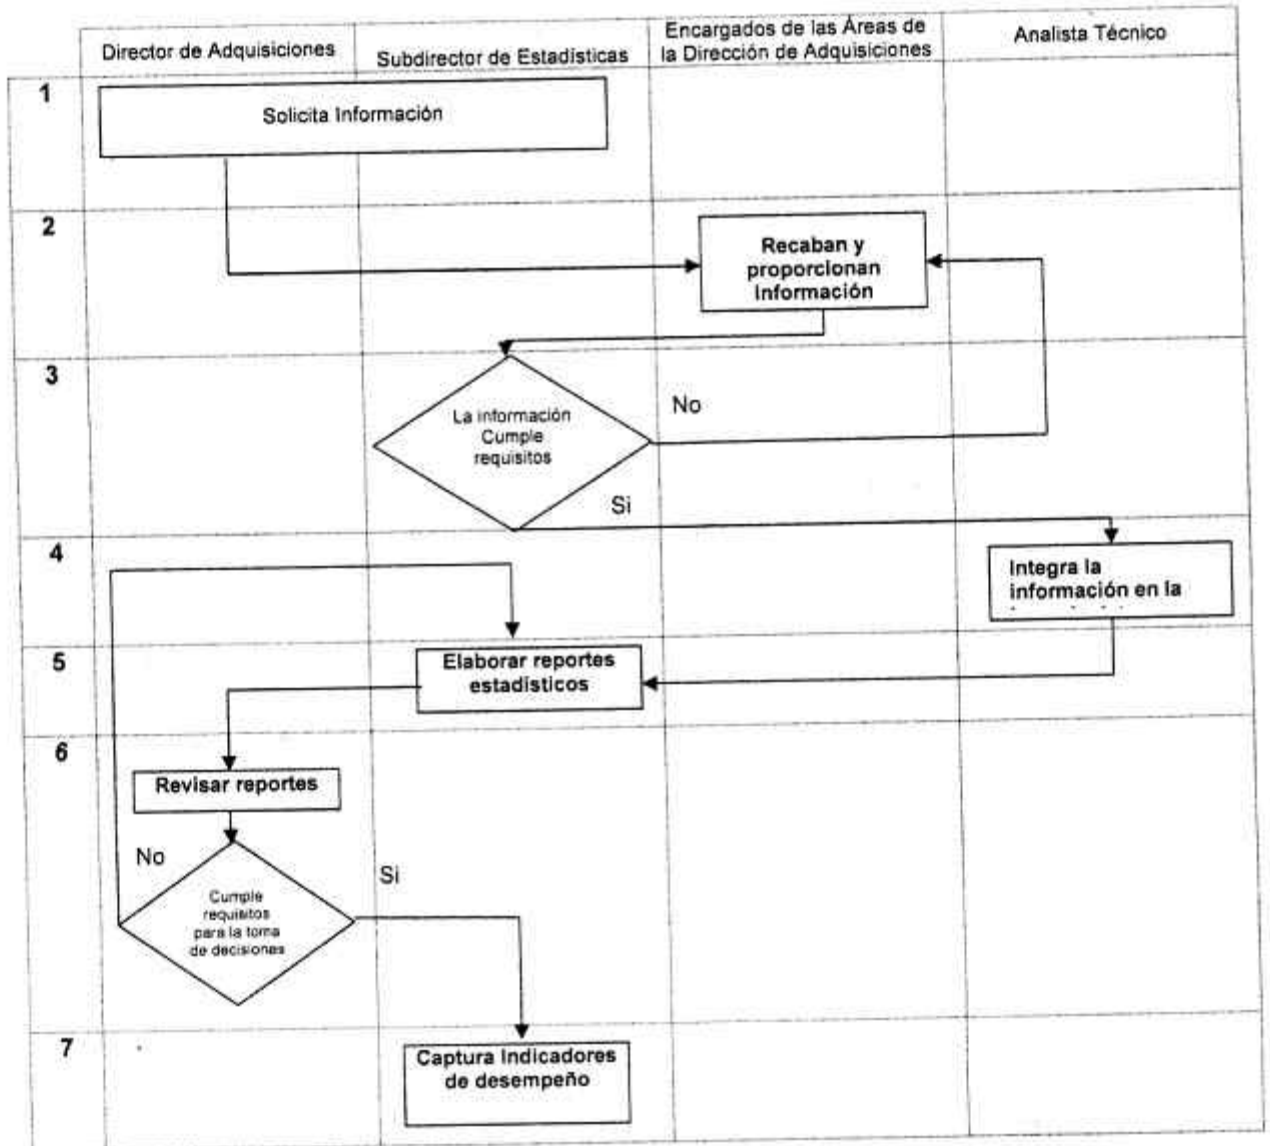 Director de Adquisiciones
Subdirector de Estadísticas
Encargados de las Áreas de
la Dirección de Adquisiciones
Analista Técnico
1
Solicita Información
2
Recaban y
proporcionan
Información
3
La información
Cumple
requisitos
No
Si
4
Integra la
información en la
5
Elaborar reportes
estadísticos
6
Revisar reportes
No
Si
Cumple
requisitos
para la toma
de decisiones
7
Captura Indicadores
de desempeño